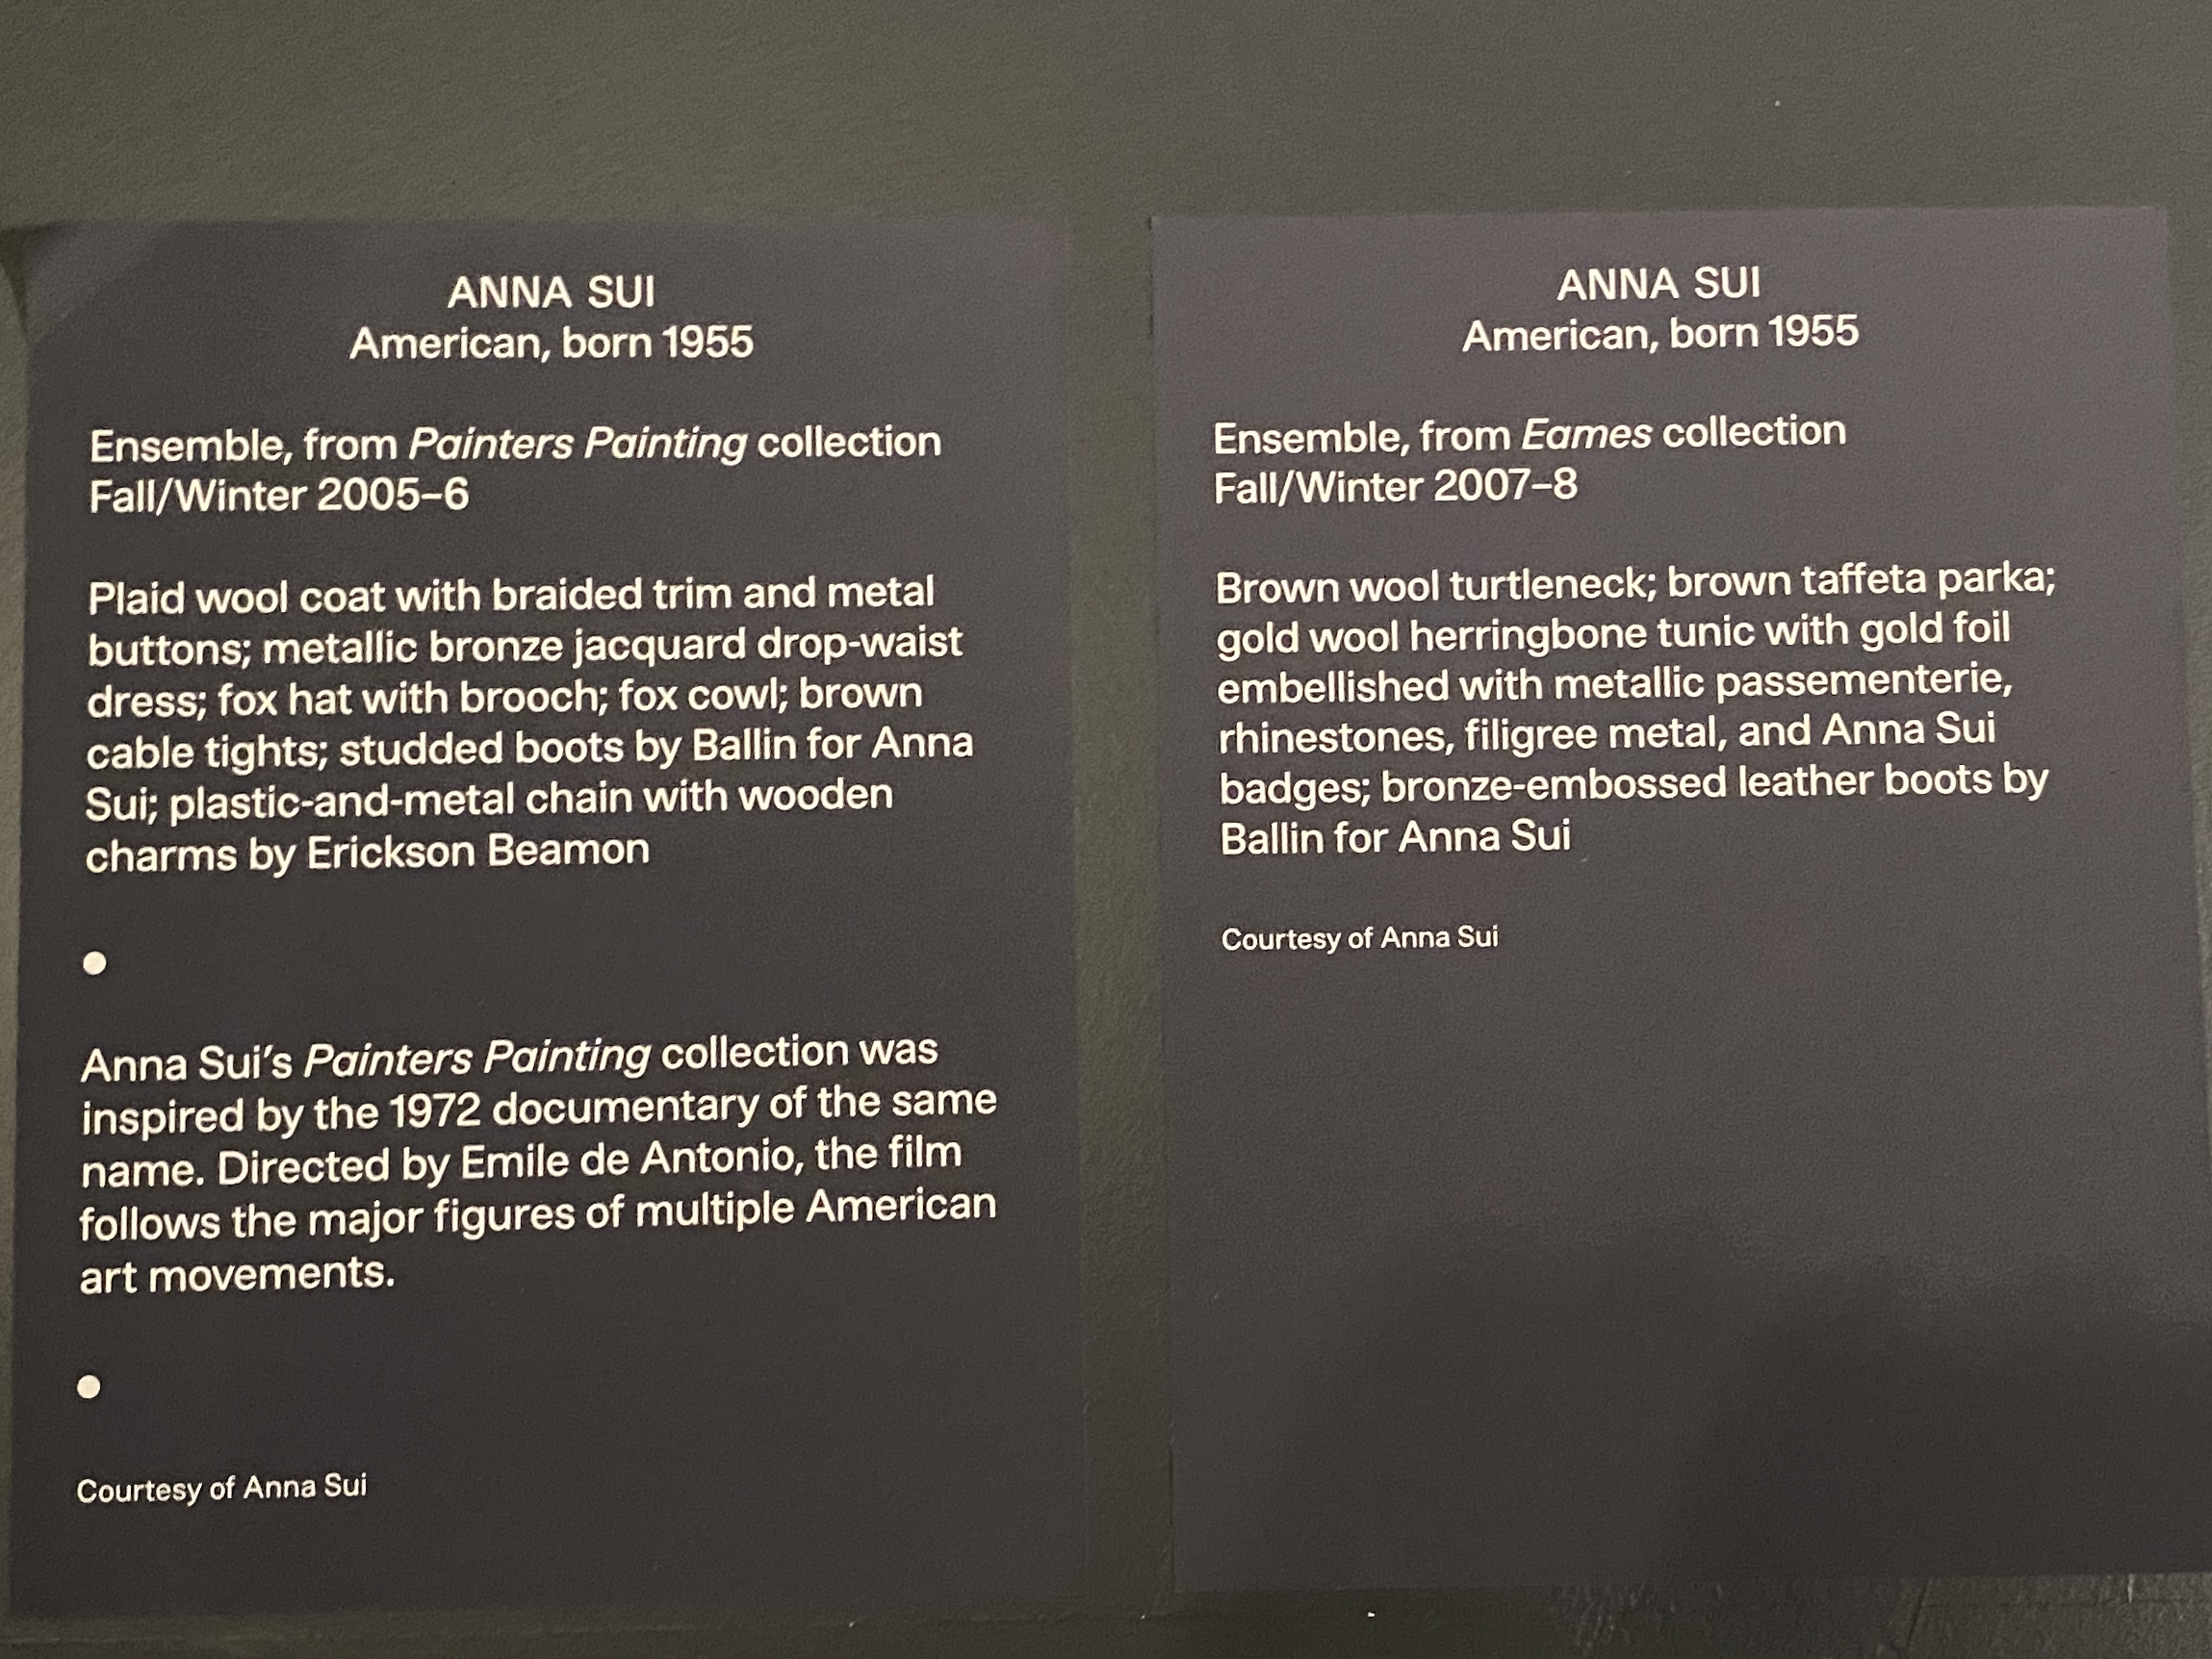 ANNA SUI
American, born 1955
Ensemble, from Painters Painting collection
Fall/Winter 2005–6
Plaid wool coat with braided trim and metal
buttons; metallic bronze jacquard drop-waist
dress; fox hat with brooch; fox cowl; brown
cable tights; studded boots by Ballin for Anna
Sui; plastic-and-metal chain with wooden
charms by Erickson Beamon
●
Anna Sui’s Painters Painting collection was
inspired by the 1972 documentary of the same
name. Directed by Emile de Antonio, the film
follows the major figures of multiple American
art movements.
●
Courtesy of Anna Sui
ANNA SUI
American, born 1955
Ensemble, from Eames collection
Fall/Winter 2007–8
Brown wool turtleneck; brown taffeta parka;
gold wool herringbone tunic with gold foil
embellished with metallic passementerie,
rhinestones, filigree metal, and Anna Sui
badges; bronze-embossed leather boots by
Ballin for Anna Sui
Courtesy of Anna Sui